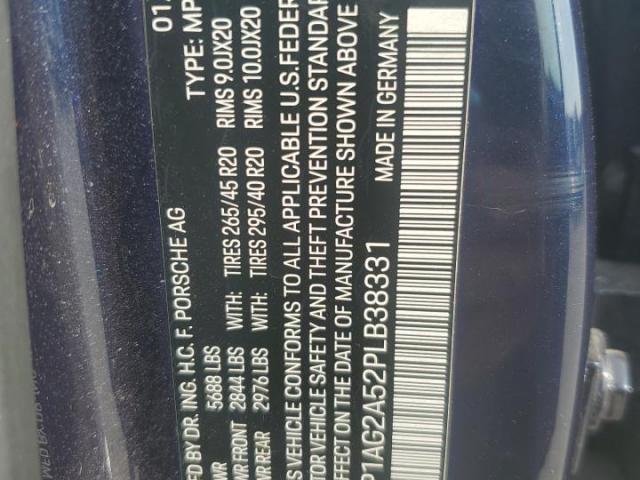 01.
MED BY DR. ING. H.C. F. PORSCHE AG TYPE: MP
WR 5688 LBS
WR FRONT 2844 LBS WITH: TIRES 265/45 R20 RIMS 9.0JX20
WR REAR 2976 LBS WITH: TIRES 295/40 R20 RIMS 10.0JX20
S VEHICLE CONFORMS TO ALL APPLICABLE U.S. FEDER
TOR VEHICLE SAFETY AND THEFT PREVENTION STANDAR
EFFECT ON THE DATE OF MANUFACTURE SHOWN ABOVE
MADE IN GERMANY
P1AG2A52PLB38331